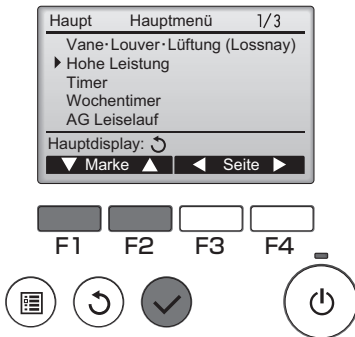 Haupt Hauptmenü 1/3
Vane·Louver·Lüftung (Lossnay)
Hohe Leistung
Timer
Wochentimer
AG Leiselauf
Hauptdisplay:
Marke Seite
F1 F2 F3 F4